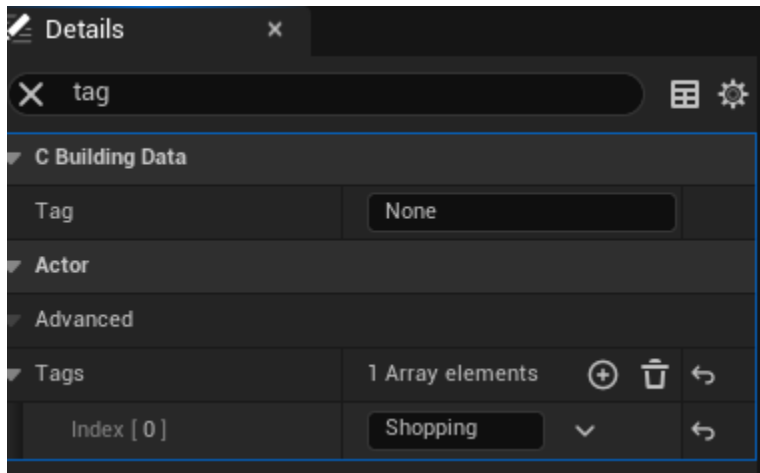 Details
tag
C Building Data
Tag None
Actor
Advanced
Tags 1 Array elements
Index [ 0 ] Shopping